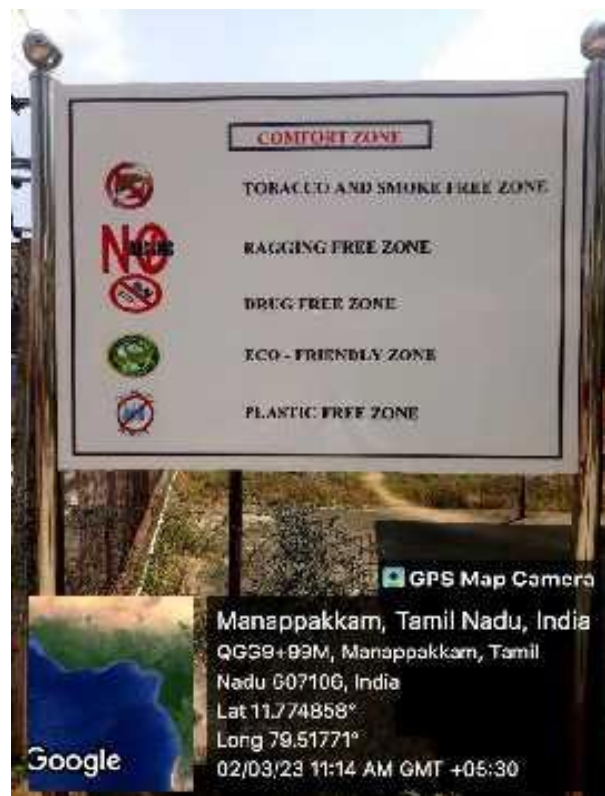 COMFORT ZONE
TOBACCO AND SMOKE FREE ZONE
NO
RAGGING FREE ZONE
DRUG FREE ZONE
ECO - FRIENDLY ZONE
PLASTIC FREE ZONE
GPS Map Camera
Manappakkam, Tamil Nadu, India
QGG9+99M, Manappakkam, Tamil
Nadu 607106, India
Lat 11.774858°
Long 79.51771°
02/03/23 11:14 AM GMT +05:30
Google